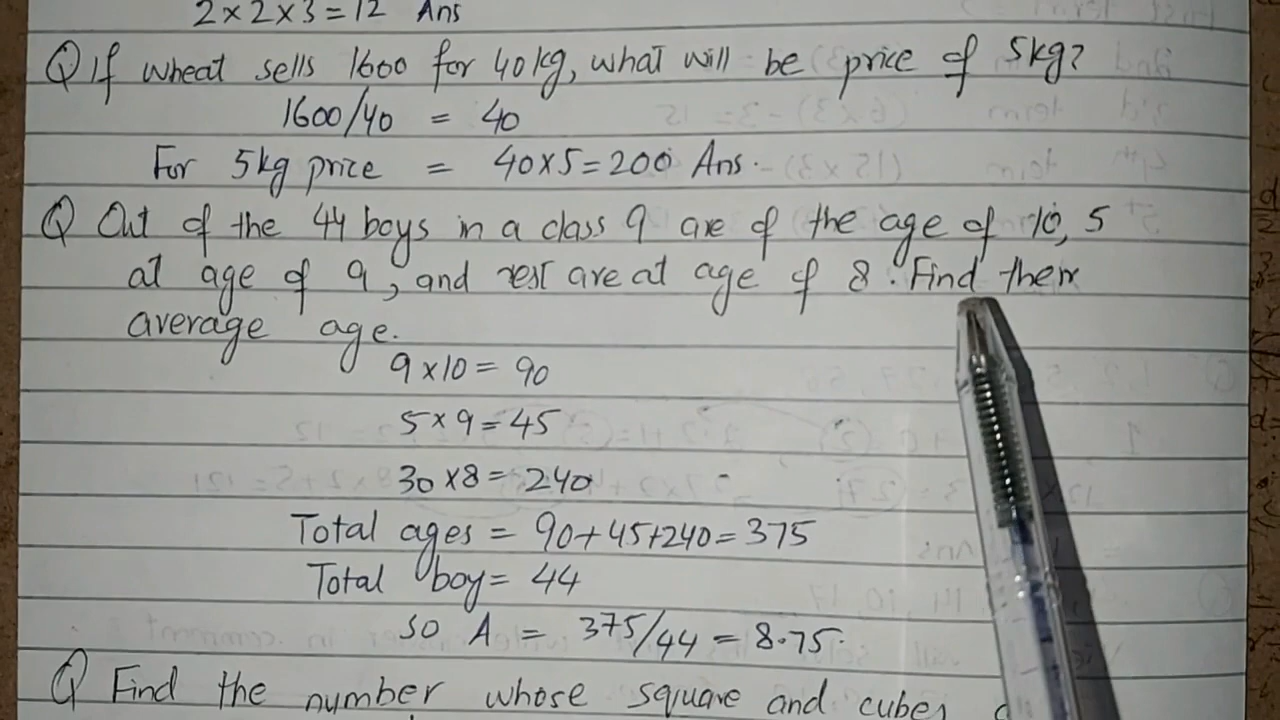 2×2×3=12 Ans
Q If wheat sells 1600 for 40kg, what will be price of 5kg?
1600/40 = 40
For 5kg price = 40×5=200 Ans.
Q Out of the 44 boys in a class 9 are of the age of 10, 5
at age of 9, and rest are at age of 8. Find their
average age.
9×10=90
5×9=45
30×8=240
Total ages = 90+45+240=375
Total boy= 44
so A = 375/44 = 8.75.
Q Find the number whose square and cubes